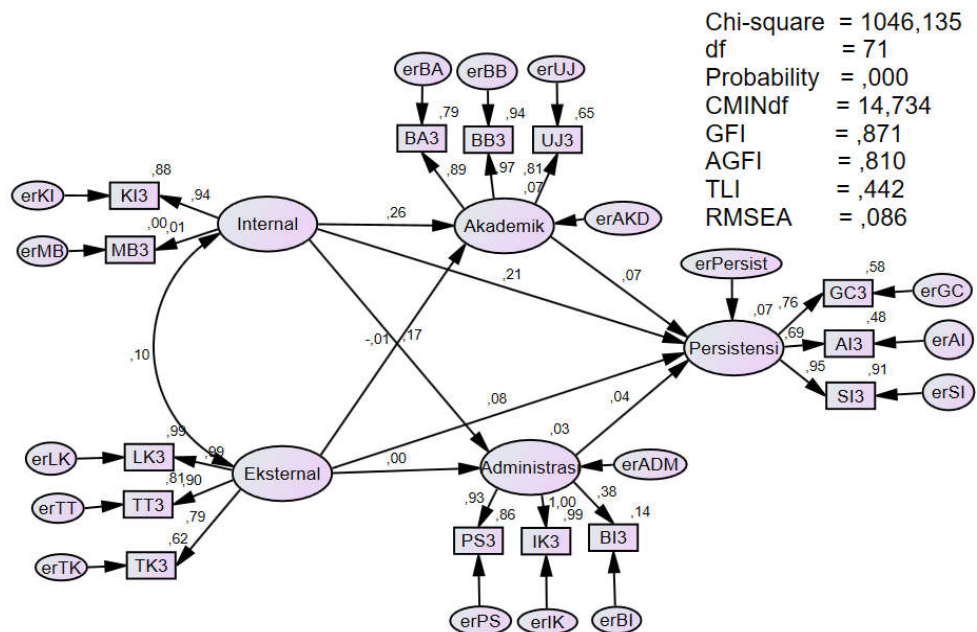 Chi-square = 1046,135
df = 71
Probability = ,000
CMINdf = 14,734
GFI = ,871
AGFI = ,810
TLI = ,442
RMSEA = ,086
erBA
erBB
erUJ
,79
,94
,65
BA3
BB3
UJ3
,89
,97
,81
,07
,88
erKI
KI3
,94
,00
,01
erMB
MB3
Internal
,26
Akademik
erAKD
,21
,07
erPersist
,58
GC3
erGC
,07
,76
,48
Persistensi
,69
AI3
erAI
,95
,91
SI3
erSI
,10
-,01
,17
,08
,04
,99
erLK
LK3
,99
,81
,90
erTT
TT3
Eksternal
,00
,03
Administrasi
erADM
,79
,62
erTK
TK3
,93
1,00
,38
,86
,99
,14
PS3
IK3
BI3
erPS
erIK
erBI